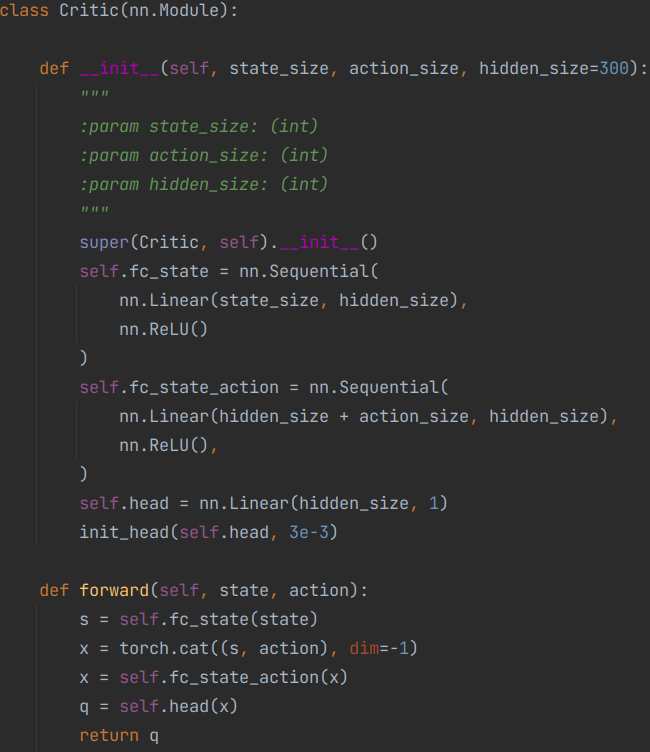 class Critic(nn.Module):
def __init__(self, state_size, action_size, hidden_size=300):
"""
:param state_size: (int)
:param action_size: (int)
:param hidden_size: (int)
"""
super(Critic, self).__init__()
self.fc_state = nn.Sequential(
nn.Linear(state_size, hidden_size),
nn.ReLU()
)
self.fc_state_action = nn.Sequential(
nn.Linear(hidden_size + action_size, hidden_size),
nn.ReLU(),
)
self.head = nn.Linear(hidden_size, 1)
init_head(self.head, 3e-3)
def forward(self, state, action):
s = self.fc_state(state)
x = torch.cat((s, action), dim=-1)
x = self.fc_state_action(x)
q = self.head(x)
return q